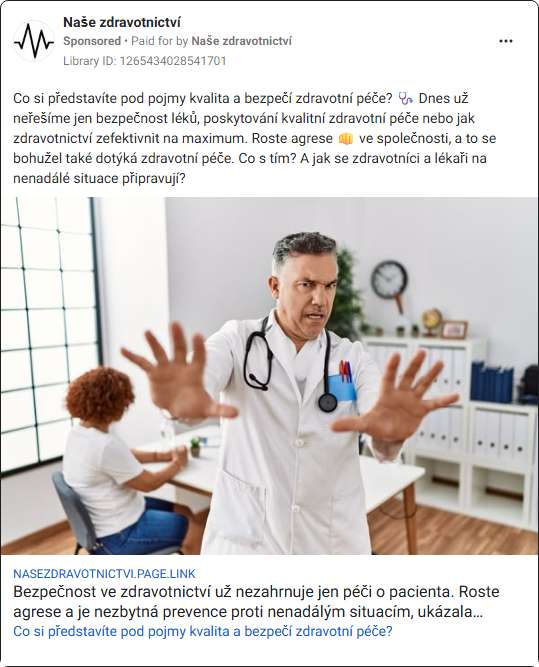 Naše zdravotnictví
Sponsored • Paid for by Naše zdravotnictví
Library ID: 1265434028541701
Co si představíte pod pojmy kvalita a bezpečí zdravotní péče? 🩺 Dnes už
neřešíme jen bezpečnost léků, poskytování kvalitní zdravotní péče nebo jak
zdravotnictví zefektivnit na maximum. Roste agrese 👊 ve společnosti, a to se
bohužel také dotýká zdravotní péče. Co s tím? A jak se zdravotníci a lékaři na
nenadálé situace připravují?
NASEZDRAVOTNICTVI.PAGE.LINK
Bezpečnost ve zdravotnictví už nezahrnuje jen péči o pacienta. Roste
agrese a je nezbytná prevence proti nenadálým situacím, ukázala...
Co si představíte pod pojmy kvalita a bezpečí zdravotní péče?